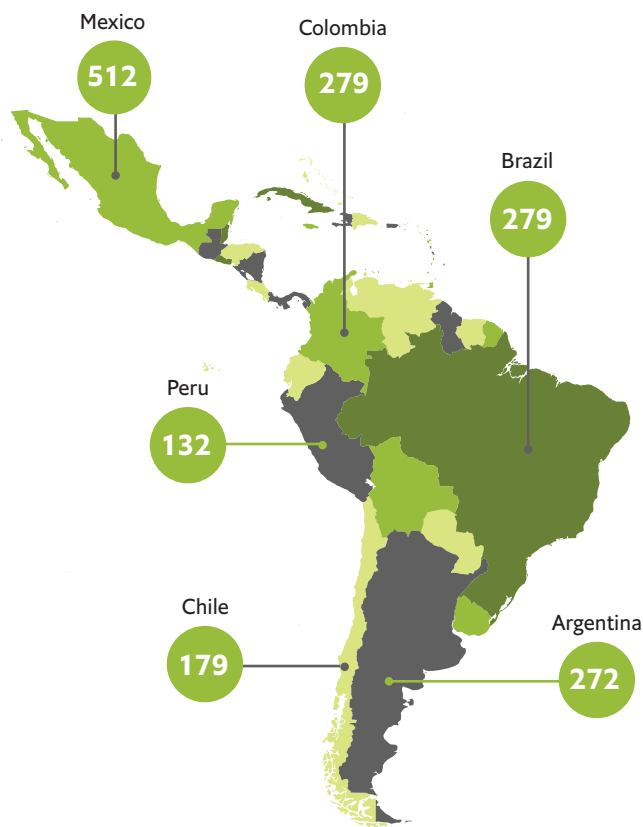 Mexico
512
Colombia
279
Brazil
279
Peru
132
Chile
179
Argentina
272